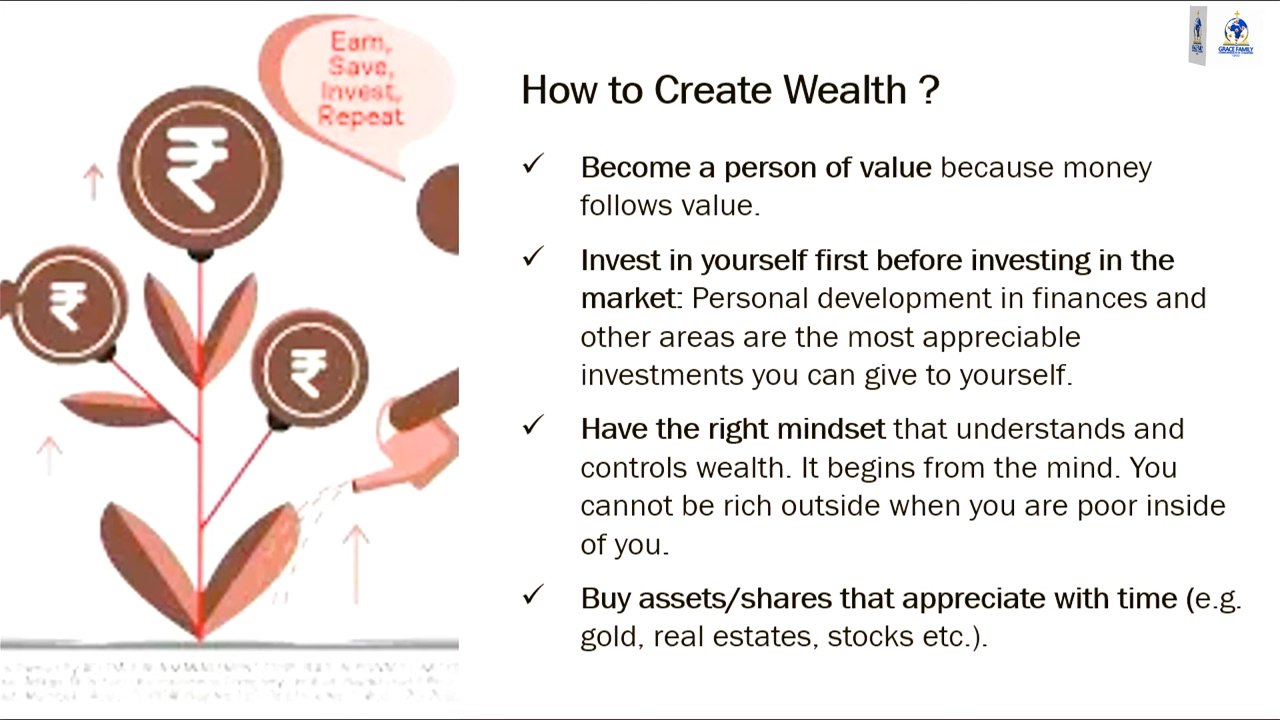 Earn,
Save,
Invest,
Repeat
GRACE FAMILY
How to Create Wealth ?
✓ Become a person of value because money
follows value.
✓ Invest in yourself first before investing in the
market: Personal development in finances and
other areas are the most appreciable
investments you can give to yourself.
✓ Have the right mindset that understands and
controls wealth. It begins from the mind. You
cannot be rich outside when you are poor inside
of you.
✓ Buy assets/shares that appreciate with time (e.g.
gold, real estates, stocks etc.).
₹
₹
₹